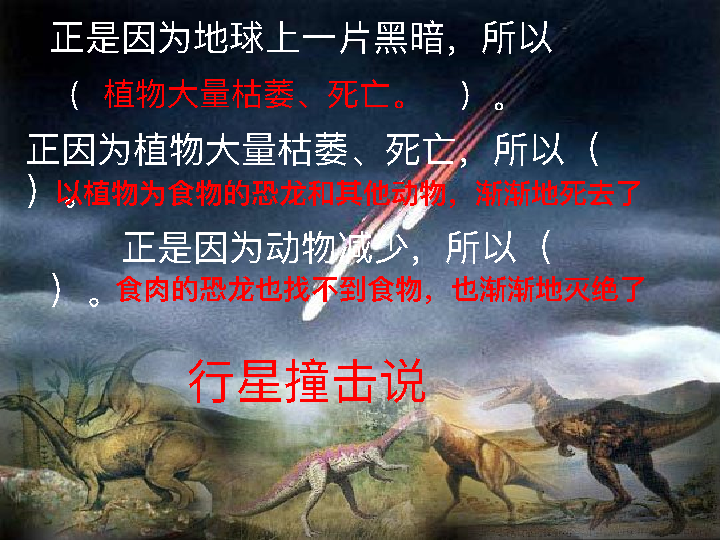 正是因为地球上一片黑暗，所以
（ 植物大量枯萎、死亡。 ）。
正因为植物大量枯萎、死亡，所以（
）。以植物为食物的恐龙和其他动物，渐渐地死去了
正是因为动物减少，所以（
）。食肉的恐龙也找不到食物，也渐渐地灭绝了
行星撞击说